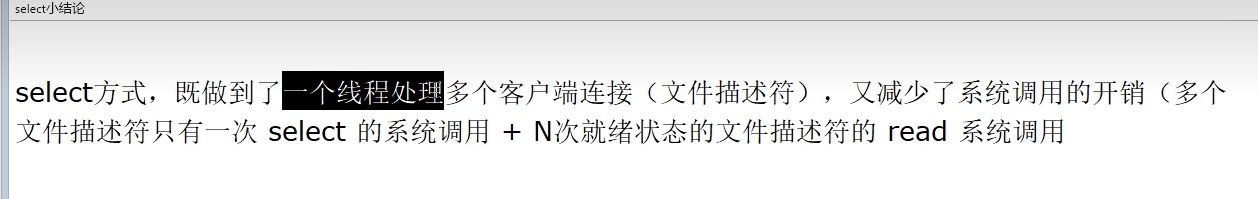 select小结论
select方式，既做到了一个线程处理多个客户端连接（文件描述符），又减少了系统调用的开销（多个
文件描述符只有一次 select 的系统调用 + N次就绪状态的文件描述符的 read 系统调用